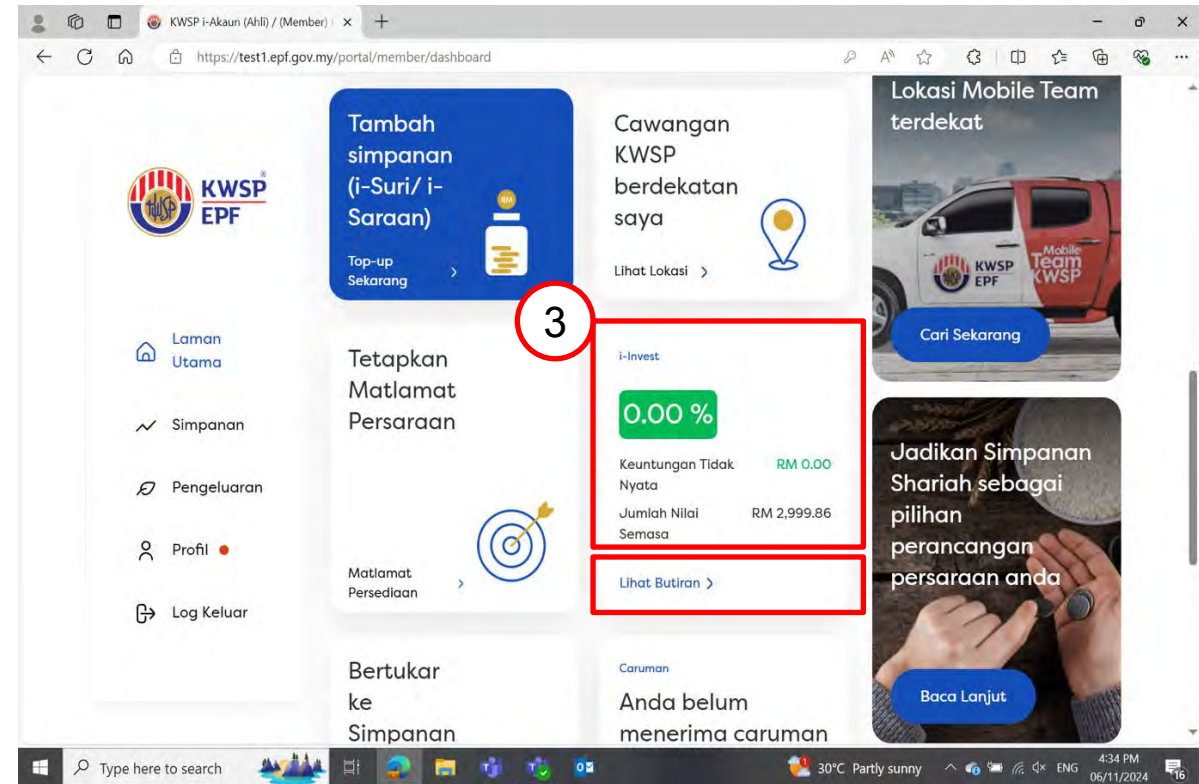 KWSP i-Akaun (Ahli) / (Member)
https://test1.epf.gov.my/portal/member/dashboard
KWSP
EPF
Laman
Utama
Simpanan
Pengeluaran
Profil
Log Keluar
Tambah
simpanan
(i-Suri/ i-
Saraan)
Top-up
Sekarang
RM
Cawangan
KWSP
berdekatan
saya
Lihat Lokasi
3
Tetapkan
Matlamat
Persaraan
Matlamat
Persediaan
i-Invest
0.00 %
Keuntungan Tidak
Nyata
RM 0.00
Jumlah Nilai
Semasa
RM 2,999.86
Lihat Butiran
Bertukar
ke
Simpanan
Caruman
Anda belum
menerima caruman
Lokasi Mobile Team
terdekat
KWSP
EPF
Mobile
Team
KWSP
Cari Sekarang
Jadikan Simpanan
Shariah sebagai
pilihan
perancangan
persaraan anda
Baca Lanjut
Type here to search
30°C Partly sunny
ENG
4:34 PM
06/11/2024
16